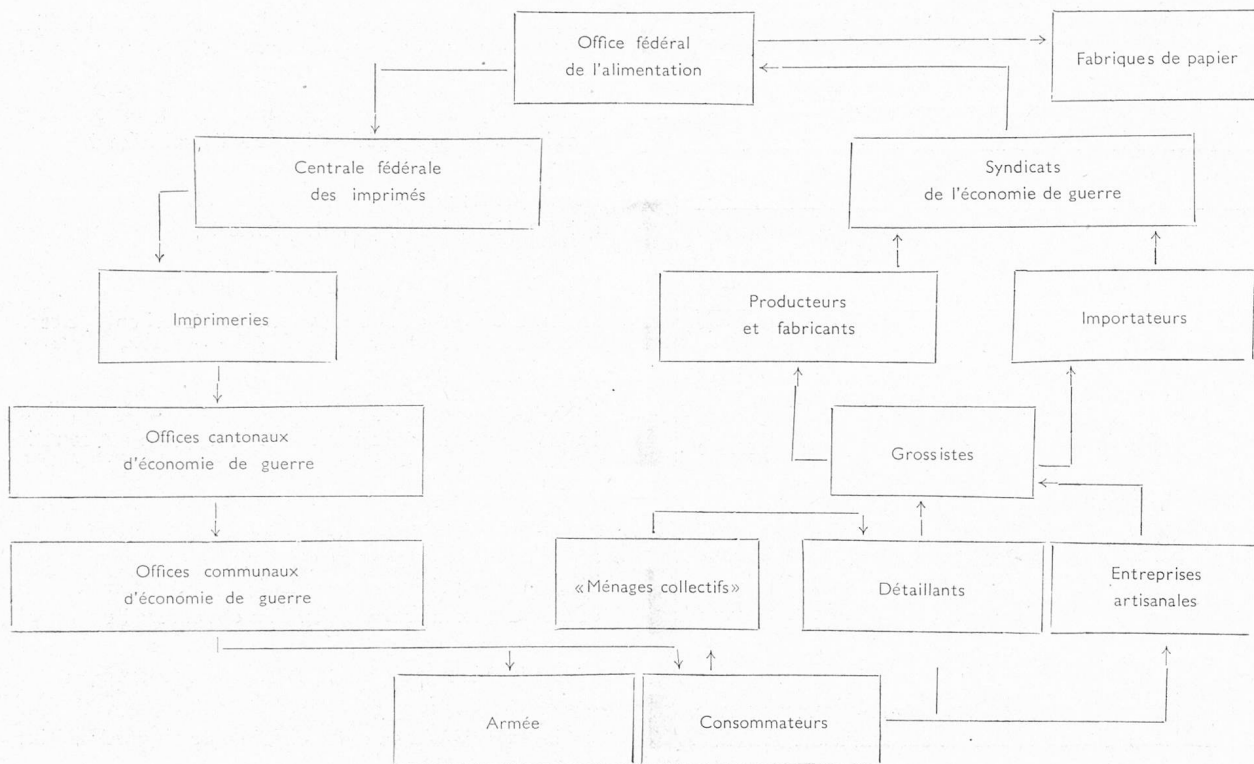 Office fédéral
de l'alimentation
Fabriques de papier
Centrale fédérale
des imprimés
Syndicats
de l'économie de guerre
Imprimeries
Producteurs
et fabricants
Importateurs
Offices cantonaux
d'économie de guerre
Grossistes
Offices communaux
d'économie de guerre
«Ménages collectifs»
Détaillants
Entreprises
artisanales
Armée
Consommateurs